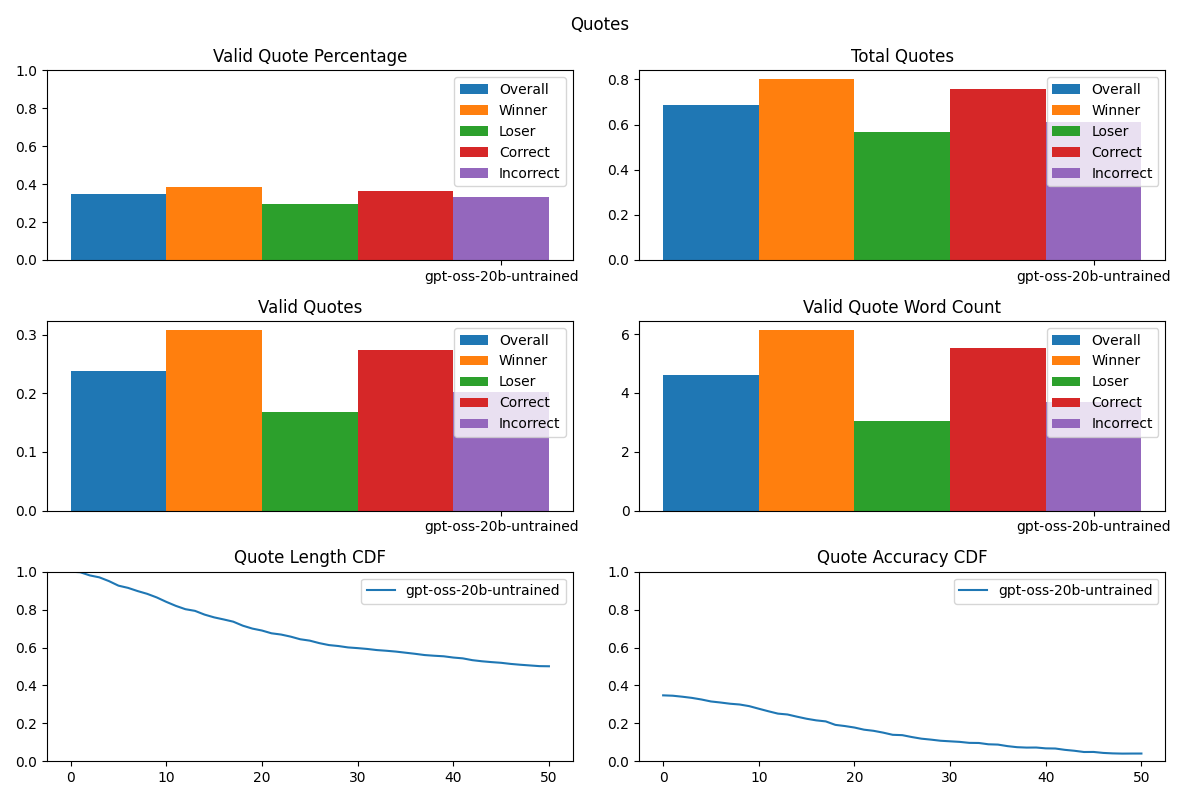 Quotes
Valid Quote Percentage
1.0
0.8
0.6
0.4
0.2
0.0
Overall
Winner
Loser
Correct
Incorrect
gpt-oss-20b-untrained
Total Quotes
0.8
0.6
0.4
0.2
0.0
Overall
Winner
Loser
Correct
Incorrect
gpt-oss-20b-untrained
Valid Quotes
0.3
0.2
0.1
0.0
Overall
Winner
Loser
Correct
Incorrect
gpt-oss-20b-untrained
Valid Quote Word Count
6
4
2
0
Overall
Winner
Loser
Correct
Incorrect
gpt-oss-20b-untrained
Quote Length CDF
1.0
0.8
0.6
0.4
0.2
0.0
gpt-oss-20b-untrained
0 10 20 30 40 50
Quote Accuracy CDF
1.0
0.8
0.6
0.4
0.2
0.0
gpt-oss-20b-untrained
0 10 20 30 40 50